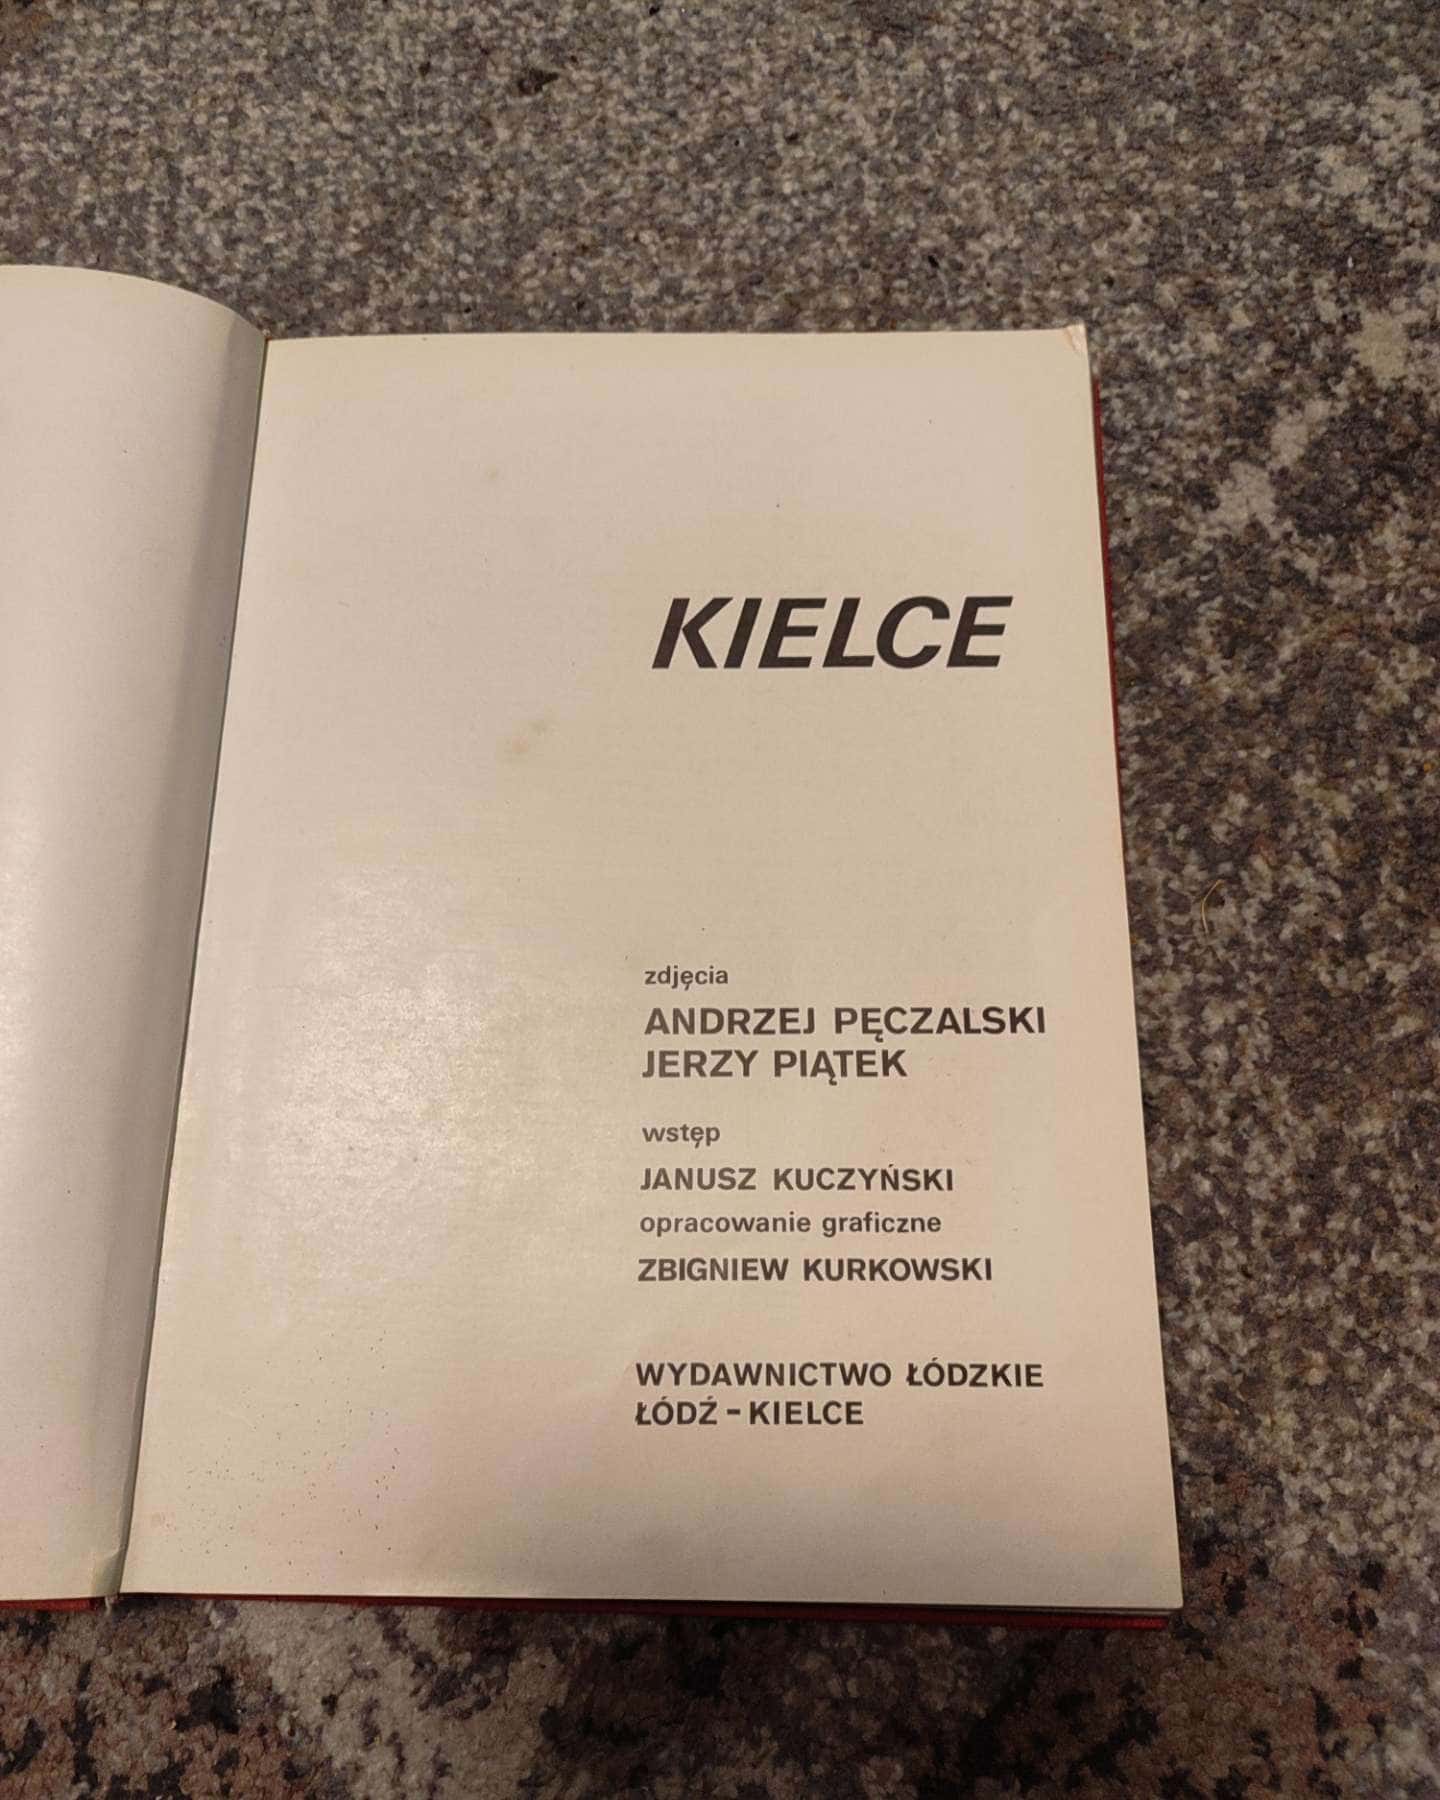 KIELCE
zdjęcia
ANDRZEJ PĘCZALSKI
JERZY PIĄTEK
wstęp
JANUSZ KUCZYŃSKI
opracowanie graficzne
ZBIGNIEW KURKOWSKI
WYDAWNICTWO ŁÓDZKIE
ŁÓDŹ - KIELCE